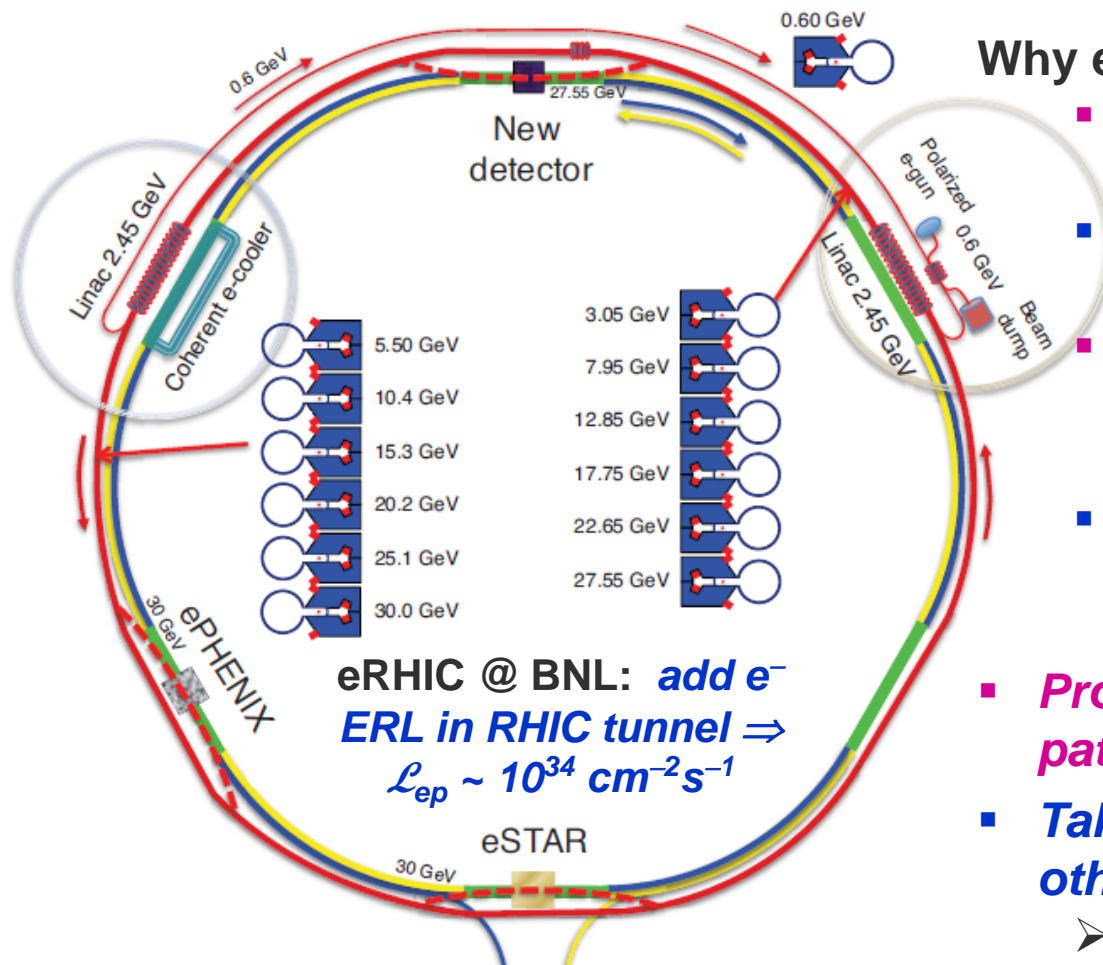 0.60 GeV
0.6 GeV
27.55 GeV
New
detector
Why e
Linac 2.45 GeV
Coherent e-cooler
Polarized
e-gun
0.6 GeV
Beam
dump
Linac 2.45 GeV
5.50 GeV
10.4 GeV
15.3 GeV
20.2 GeV
25.1 GeV
30.0 GeV
3.05 GeV
7.95 GeV
12.85 GeV
17.75 GeV
22.65 GeV
27.55 GeV
30 GeV
ePHENIX
eRHIC @ BNL: add e⁻
ERL in RHIC tunnel ⇒
ℒep ~ 10³⁴ cm⁻²s⁻¹
eSTAR
30 GeV
Pro
pat
Tak
oth